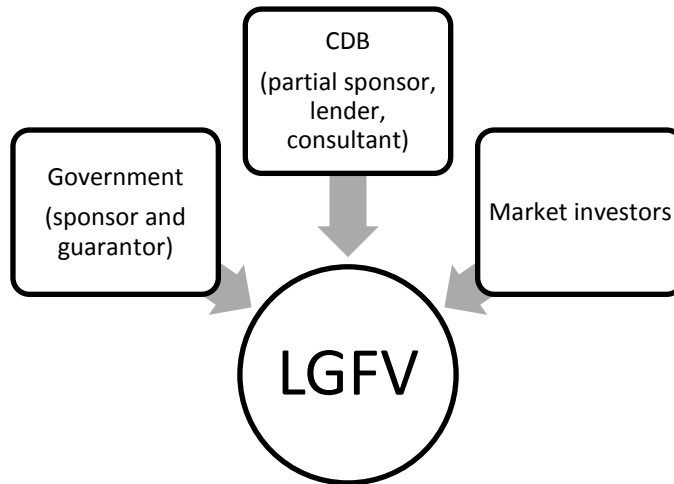 CDB
(partial sponsor,
lender,
consultant)
Government
(sponsor and
guarantor)
Market investors
LGFV